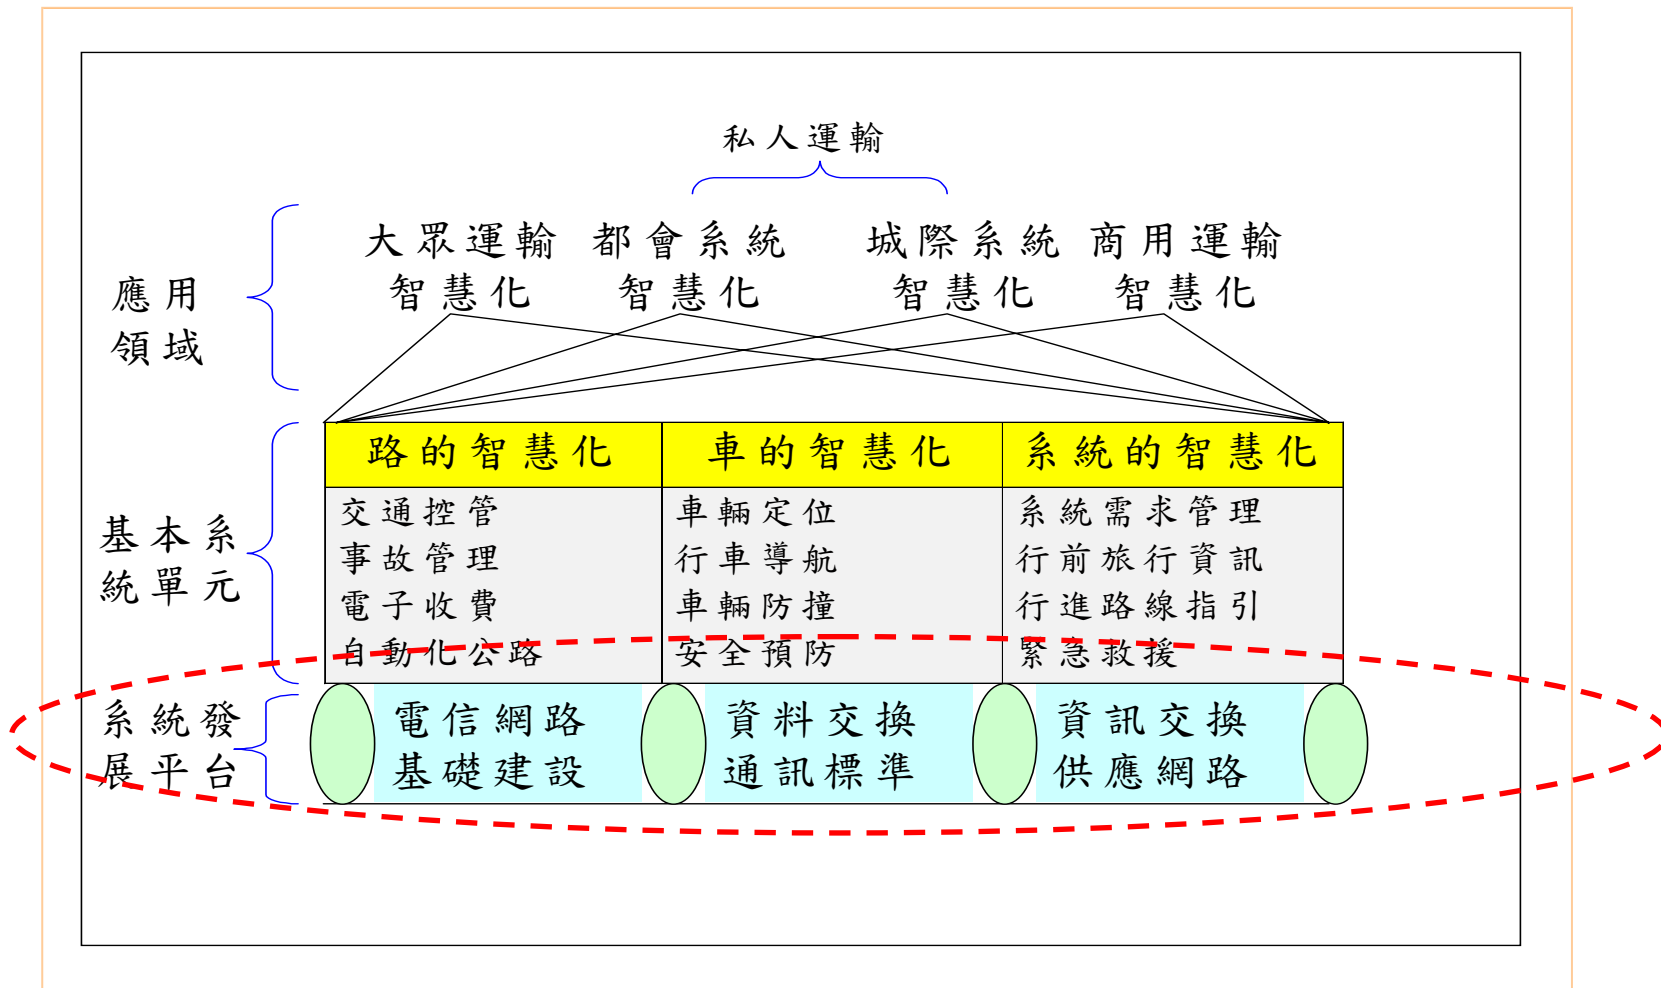 私人運輸
大眾運輸 都會系統 城際系統 商用運輸
智慧化 智慧化 智慧化 智慧化
應用
領域
路的智慧化 車的智慧化 系統的智慧化
交通控管 車輛定位 系統需求管理
事故管理 行車導航 行前旅行資訊
電子收費 車輛防撞 行進路線指引
自動化公路 安全預防 緊急救援
基本系
統單元
系統發
展平台
電信網路 資料交換 資訊交換
基礎建設 通訊標準 供應網路